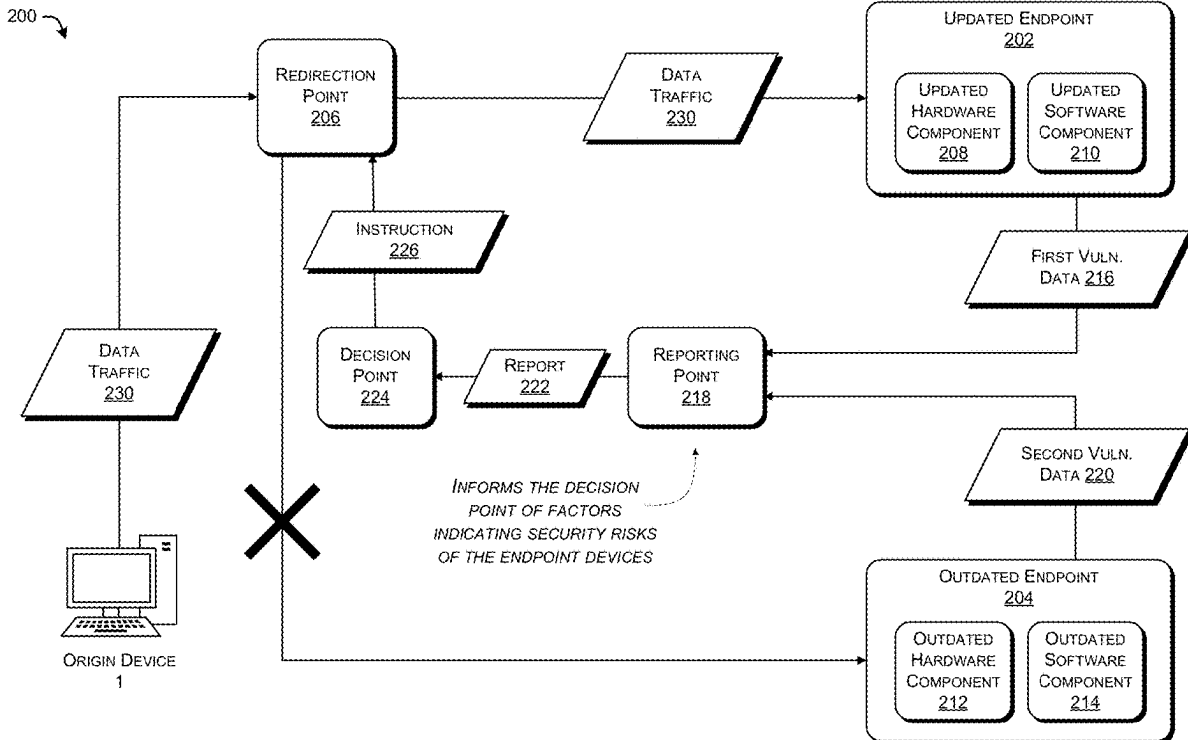 200
REDIRECTION
POINT
206
DATA
TRAFFIC
230
UPDATED ENDPOINT
202
UPDATED
HARDWARE
COMPONENT
208
UPDATED
SOFTWARE
COMPONENT
210
INSTRUCTION
226
FIRST VULN.
DATA 216
DATA
TRAFFIC
230
DECISION
POINT
224
REPORT
222
REPORTING
POINT
218
SECOND VULN.
DATA 220
INFORMS THE DECISION
POINT OF FACTORS
INDICATING SECURITY RISKS
OF THE ENDPOINT DEVICES
ORIGIN DEVICE
1
OUTDATED ENDPOINT
204
OUTDATED
HARDWARE
COMPONENT
212
OUTDATED
SOFTWARE
COMPONENT
214